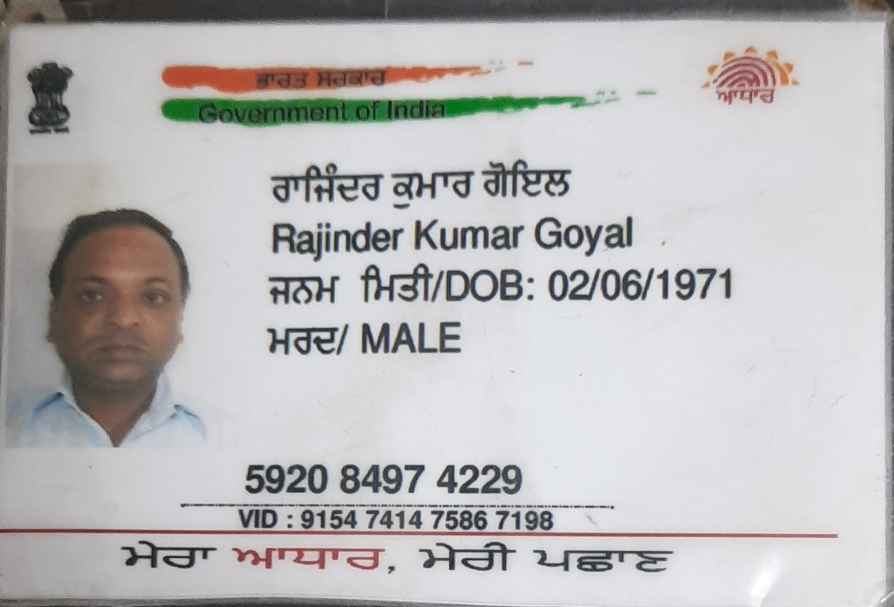 ਭਾਰਤ ਸਰਕਾਰ
Government of India
ਆਧਾਰ
ਰਾਜਿੰਦਰ ਕੁਮਾਰ ਗੋਇਲ
Rajinder Kumar Goyal
ਜਨਮ ਮਿਤੀ/DOB: 02/06/1971
ਮਰਦ/ MALE
5920 8497 4229
VID : 9154 7414 7586 7198
ਮੇਰਾ ਆਧਾਰ, ਮੇਰੀ ਪਛਾਣ